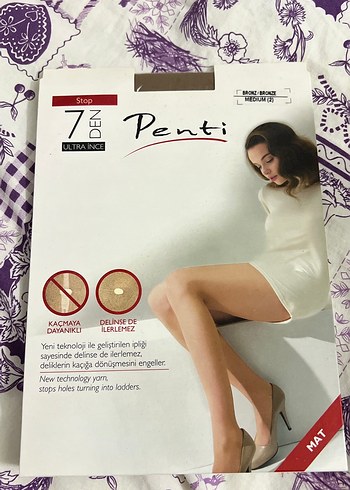 Stop
7 DEN
ULTRA İNCE
Penti
BRONZ / BRONZE
MEDIUM (2)
KAÇMAYA
DAYANIKLI
DELİNSE DE
İLERLEMEZ
Yeni teknoloji ile geliştirilen ipliği
sayesinde delinse de ilerlemez,
deliklerin kaçığa dönüşmesini engeller.
New technology yarn,
stops holes turning into ladders.
MAT